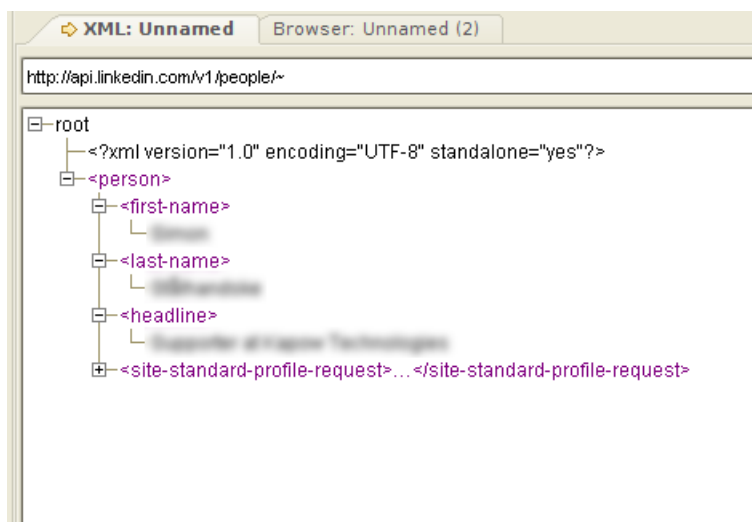 XML: Unnamed
Browser: Unnamed (2)
http://api.linkedin.com/v1/people/~
root
<?xml version="1.0" encoding="UTF-8" standalone="yes"?>
<person>
<first-name>
<last-name>
<headline>
<site-standard-profile-request>...</site-standard-profile-request>